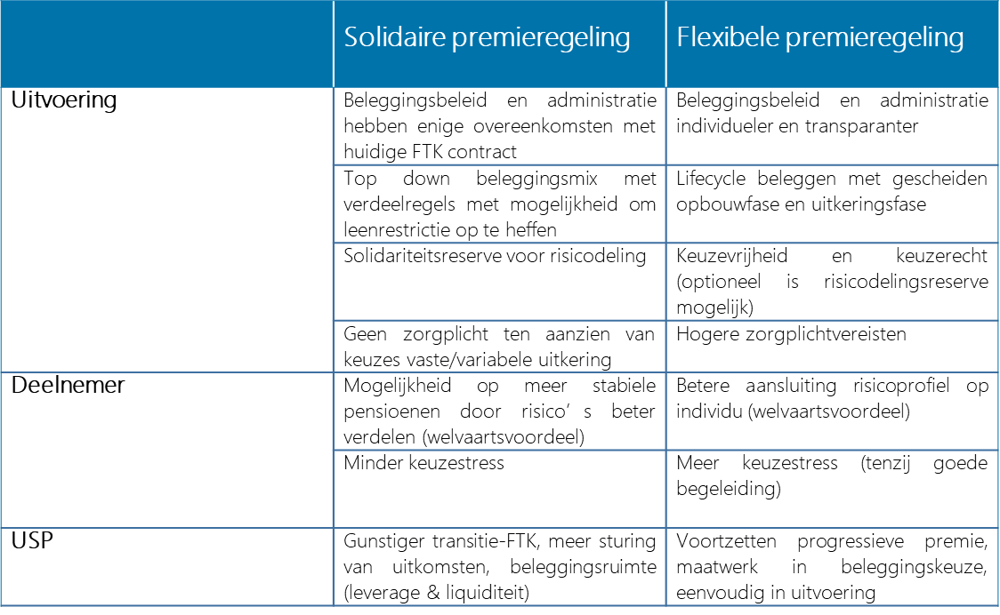 Solidaire premieregeling
Flexibele premieregeling
Uitvoering
Beleggingsbeleid en administratie
hebben enige overeenkomsten met
huidige FTK contract
Beleggingsbeleid en administratie
individueler en transparanter
Top down beleggingsmix met
verdeelregels met mogelijkheid om
leenrestrictie op te heffen
Lifecycle beleggen met gescheiden
opbouwfase en uitkeringsfase
Solidariteitsreserve voor risicodeling
Keuzevrijheid en keuzerecht
(optioneel is risicodelingsreserve
mogelijk)
Geen zorgplicht ten aanzien van
keuzes vaste/variabele uitkering
Hogere zorgplichtvereisten
Deelnemer
Mogelijkheid op meer stabiele
pensioenen door risico’ s beter
verdelen (welvaartsvoordeel)
Betere aansluiting risicoprofiel op
individu (welvaartsvoordeel)
Minder keuzestress
Meer keuzestress (tenzij goede
begeleiding)
USP
Gunstiger transitie-FTK, meer sturing
van uitkomsten, beleggingsruimte
(leverage & liquiditeit)
Voortzetten progressieve premie,
maatwerk in beleggingskeuze,
eenvoudig in uitvoering